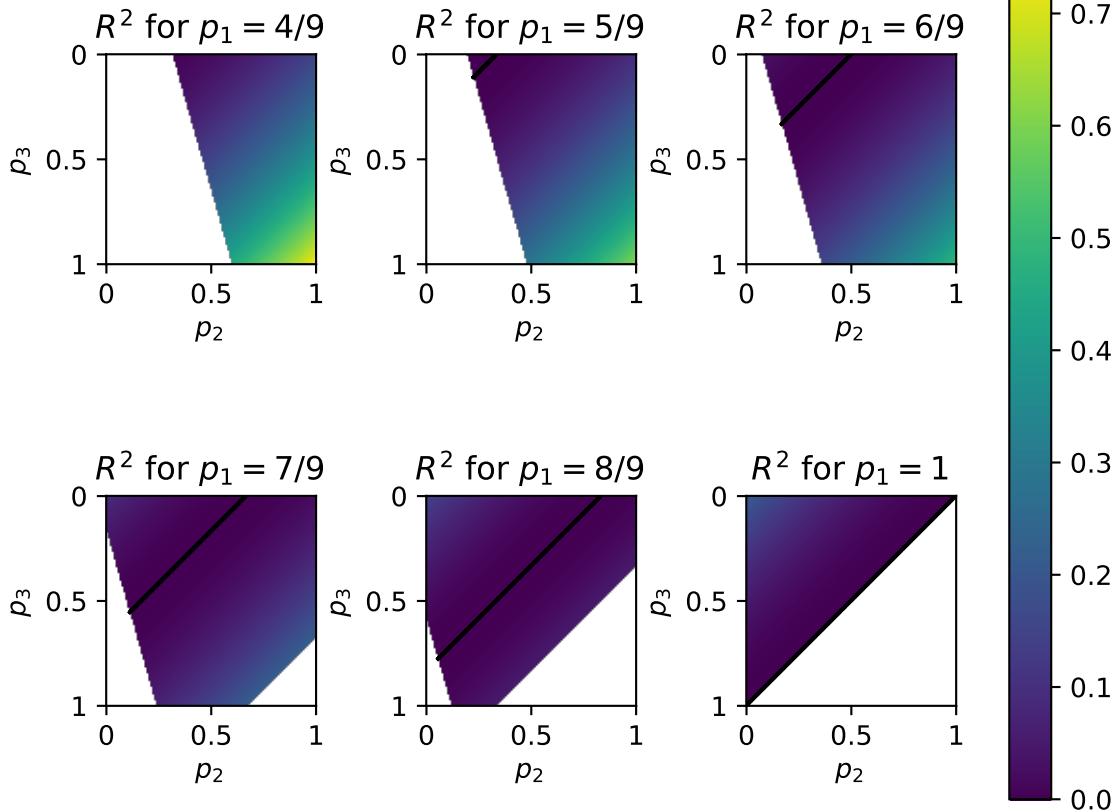 R² for p₁ = 4/9
R² for p₁ = 5/9
R² for p₁ = 6/9
0
0.5
1
p₃
0
0.5
1
p₂
0
0.5
1
p₃
0
0.5
1
p₂
0
0.5
1
p₃
0
0.5
1
p₂
R² for p₁ = 7/9
R² for p₁ = 8/9
R² for p₁ = 1
0
0.5
1
p₃
0
0.5
1
p₂
0
0.5
1
p₃
0
0.5
1
p₂
0
0.5
1
p₃
0
0.5
1
p₂
0.7
0.6
0.5
0.4
0.3
0.2
0.1
0.0